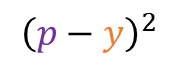 (p − y)²